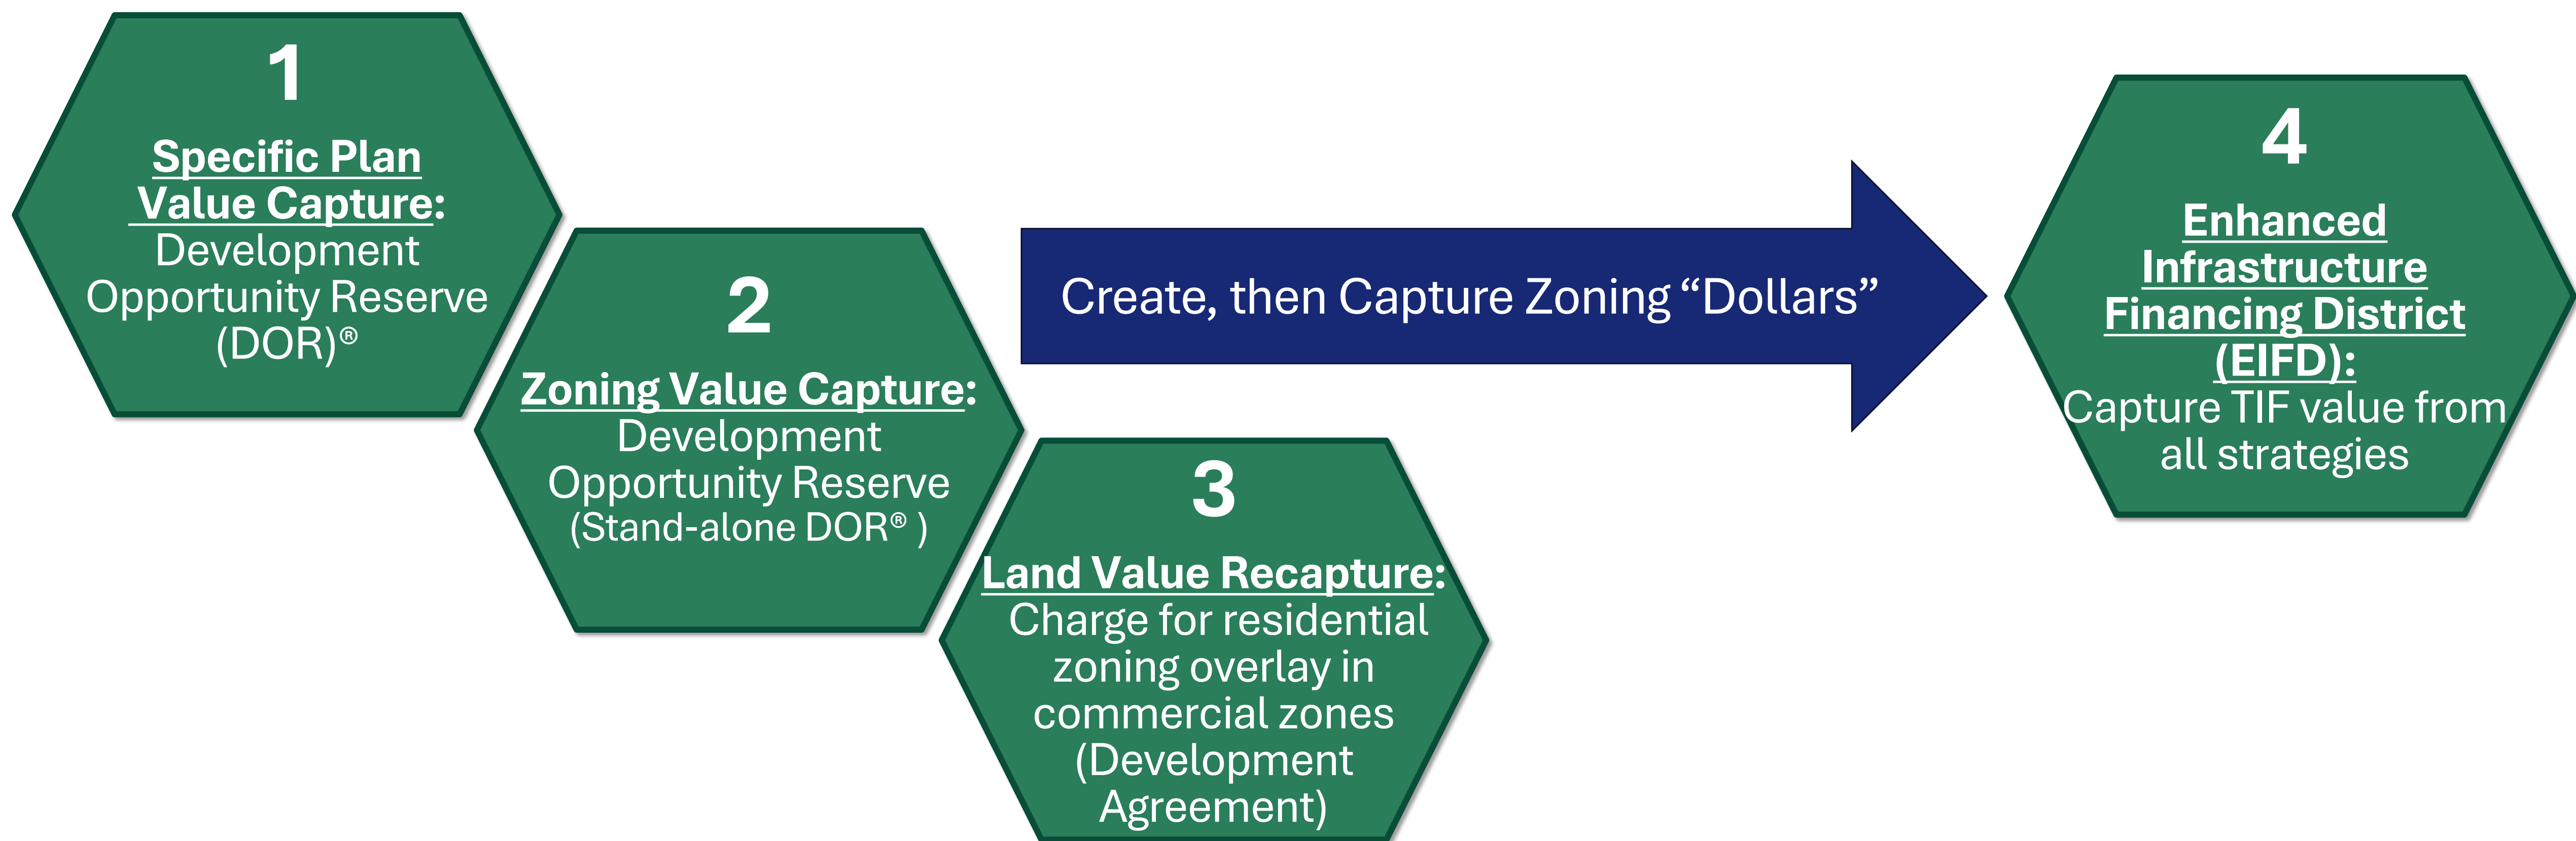 1
Specific Plan
Value Capture:
Development
Opportunity Reserve
(DOR)®
2
Zoning Value Capture:
Development
Opportunity Reserve
(Stand-alone DOR® )
3
Land Value Recapture:
Charge for residential
zoning overlay in
commercial zones
(Development
Agreement)
Create, then Capture Zoning “Dollars”
4
Enhanced
Infrastructure
Financing District
(EIFD):
Capture TIF value from
all strategies